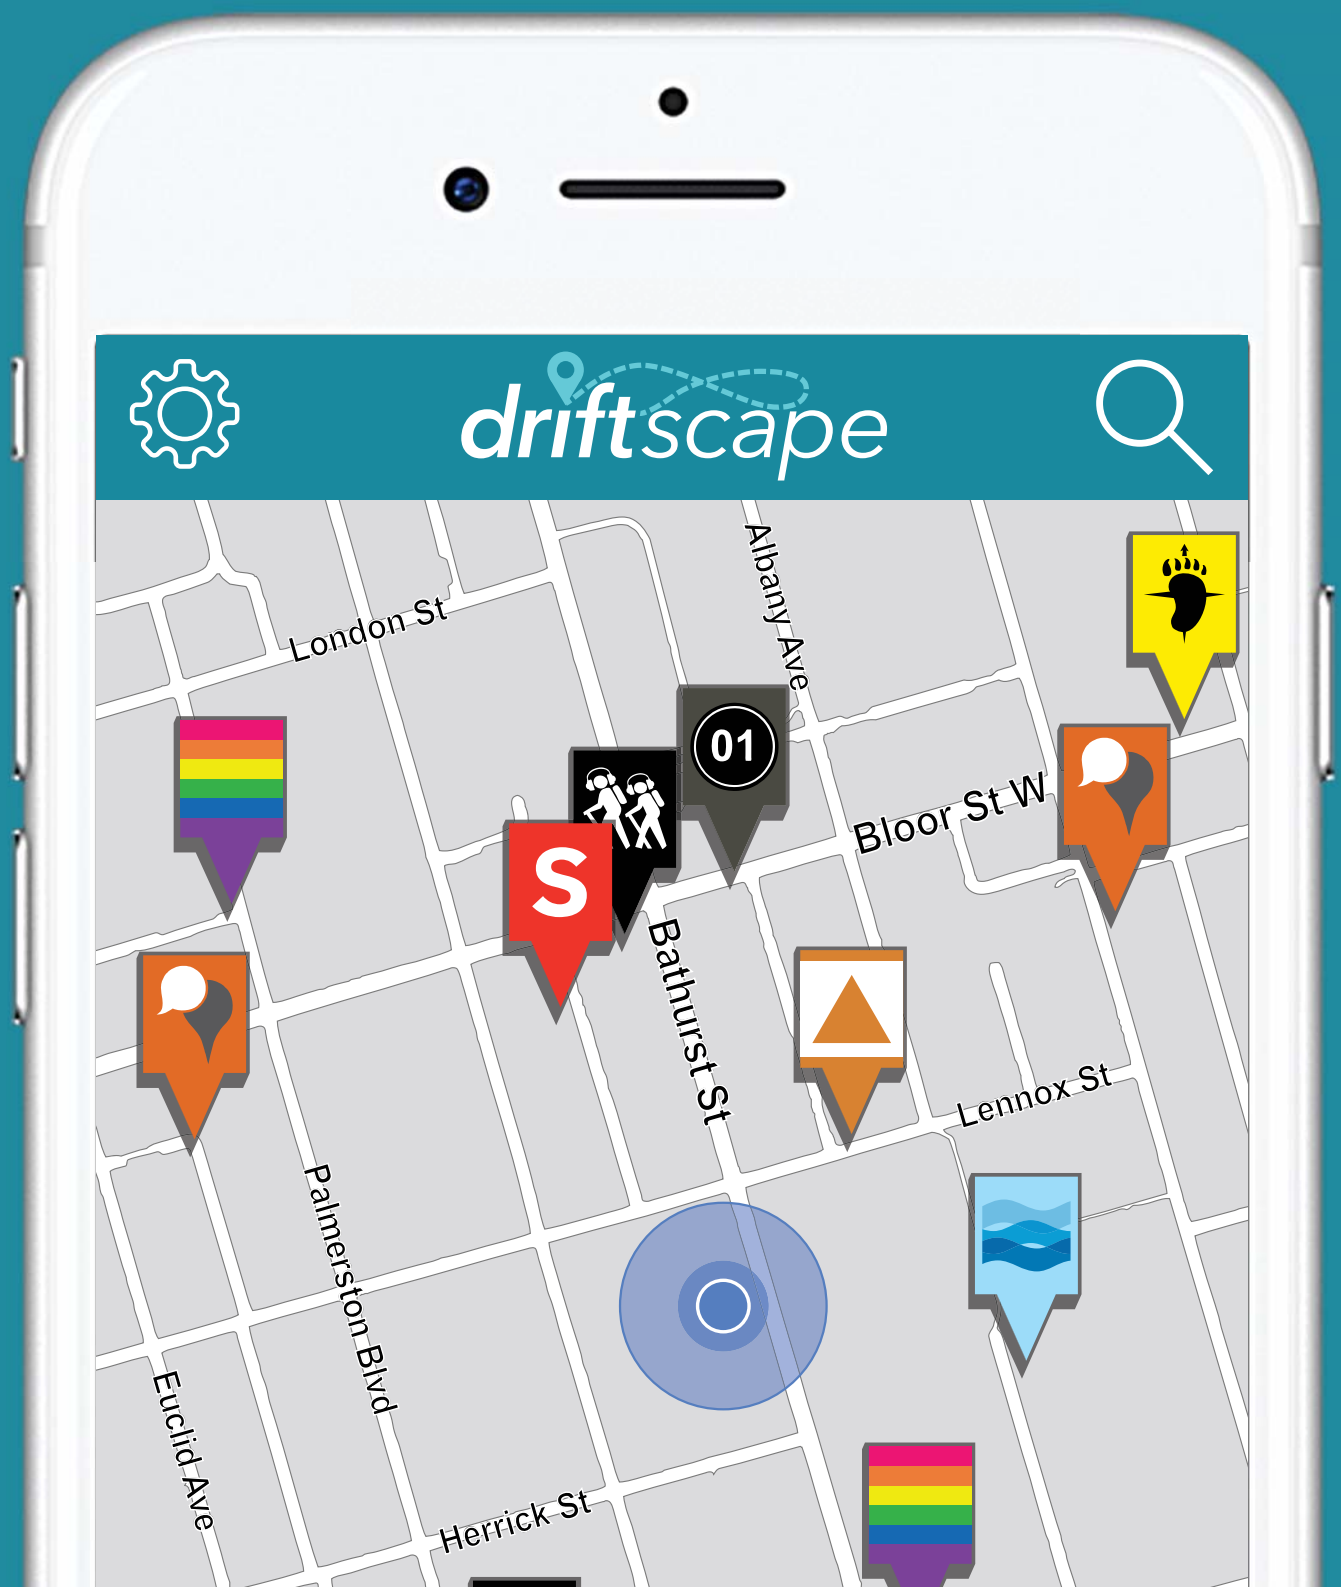 driftscape
Albany Ave
London St
01
Bloor St W
S
Bathurst St
Lennox St
Palmerston Blvd
Euclid Ave
Herrick St